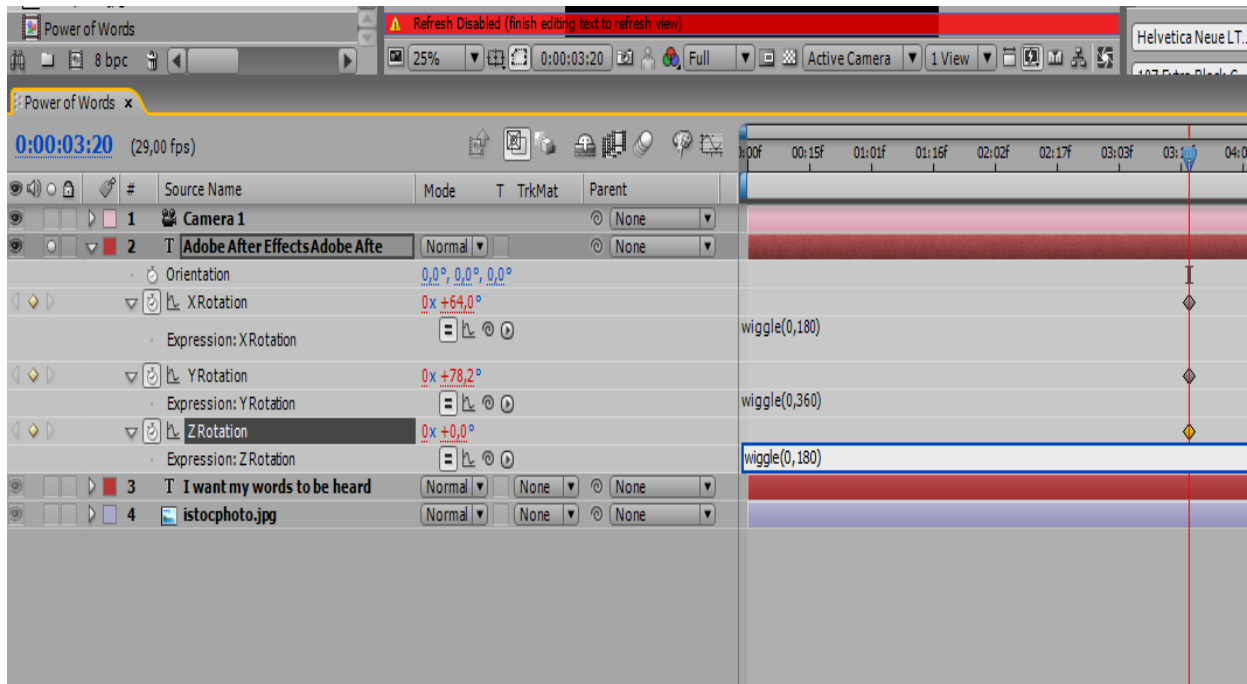 Power of Words
Refresh Disabled (finish editing text to refresh view)
Helvetica Neue LT...
8 bpc
25%
0:00:03:20
Full
Active Camera
1 View
Power of Words x
0:00:03:20 (29,00 fps)
00:15f 01:01f 01:16f 02:02f 02:17f 03:03f
# Source Name Mode T TrkMat Parent
1 Camera 1 None
2 T Adobe After EffectsAdobe Afte Normal None
Orientation 0,0°, 0,0°, 0,0°
X Rotation 0x +64,0°
Expression: X Rotation wiggle(0,180)
Y Rotation 0x +78,2°
Expression: Y Rotation wiggle(0,360)
Z Rotation 0x +0,0°
Expression: Z Rotation wiggle(0,180)
3 T I want my words to be heard Normal None None
4 istocphoto.jpg Normal None None